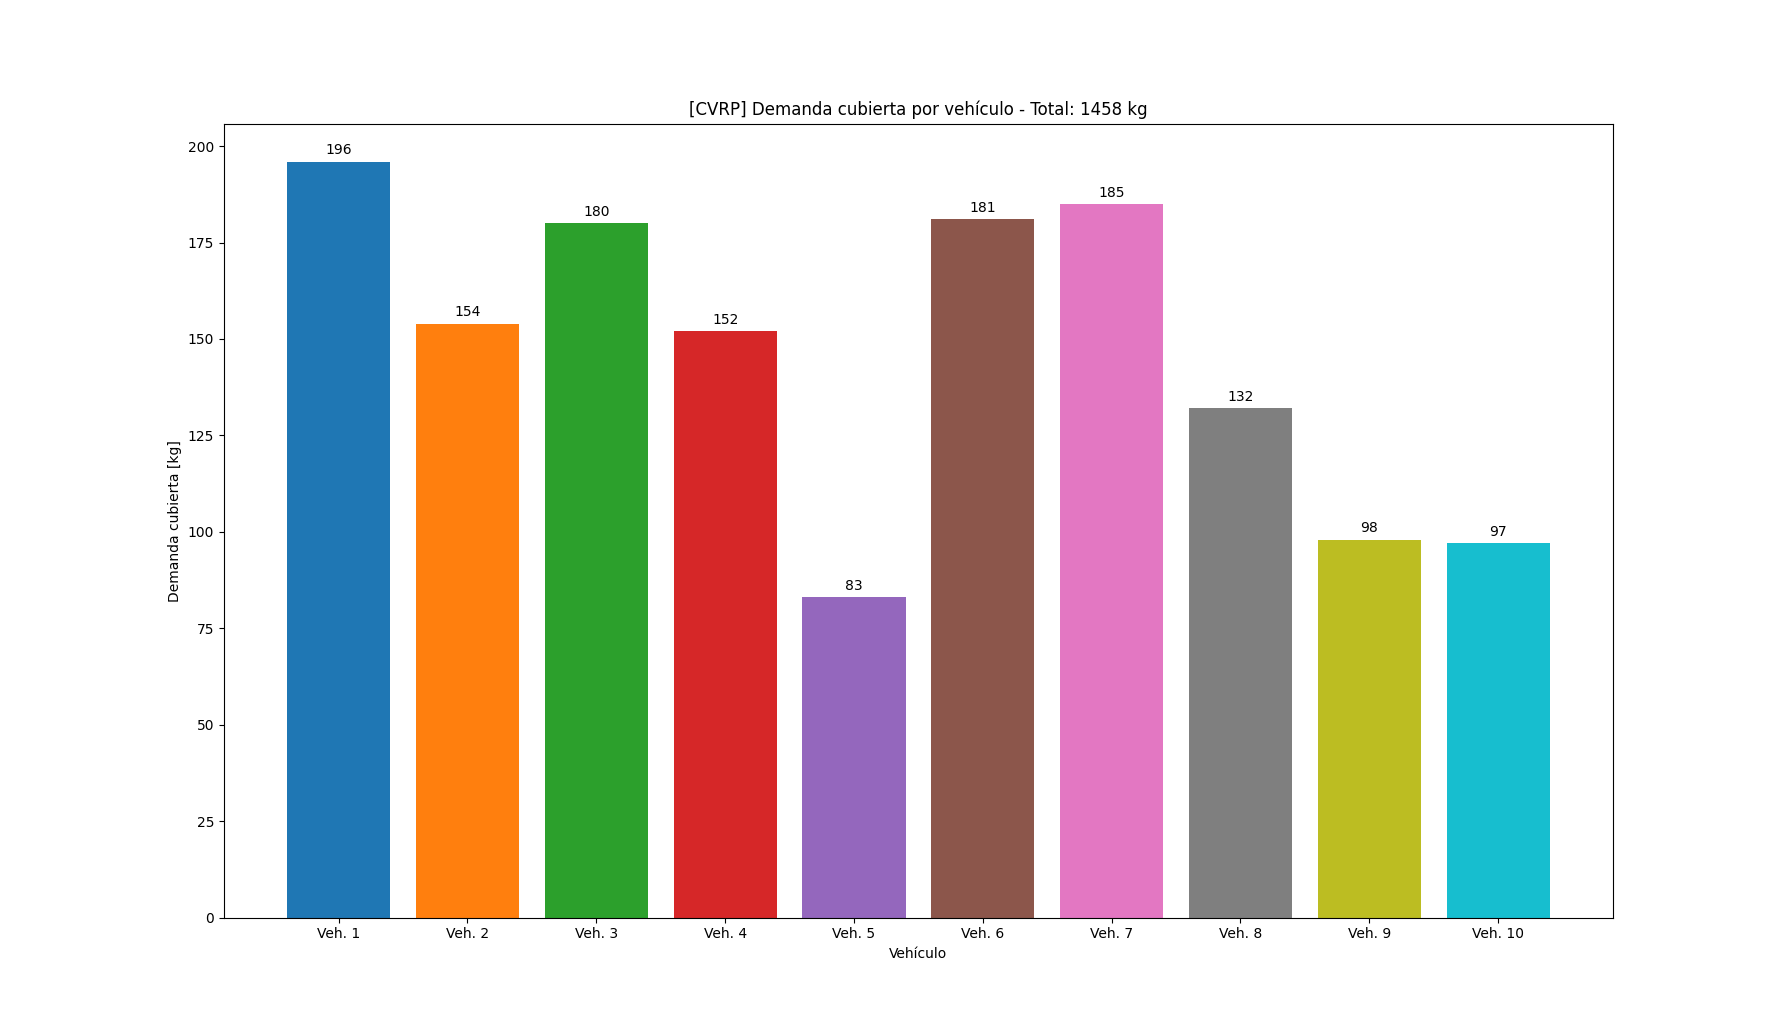 [CVRP] Demanda cubierta por vehículo - Total: 1458 kg
200
175
150
125
100
75
50
25
0
Demanda cubierta [kg]
196
154
180
152
83
181
185
132
98
97
Veh. 1
Veh. 2
Veh. 3
Veh. 4
Veh. 5
Veh. 6
Veh. 7
Veh. 8
Veh. 9
Veh. 10
Vehículo